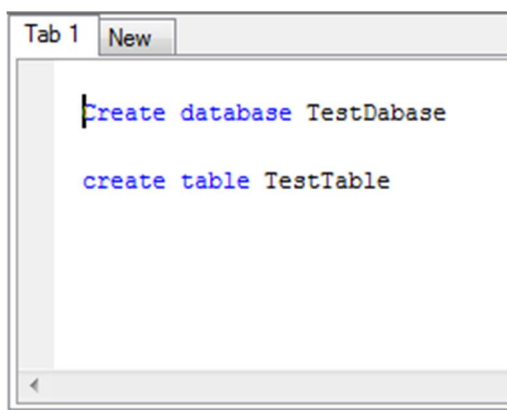 Tab 1
New
Create database TestDabase
create table TestTable